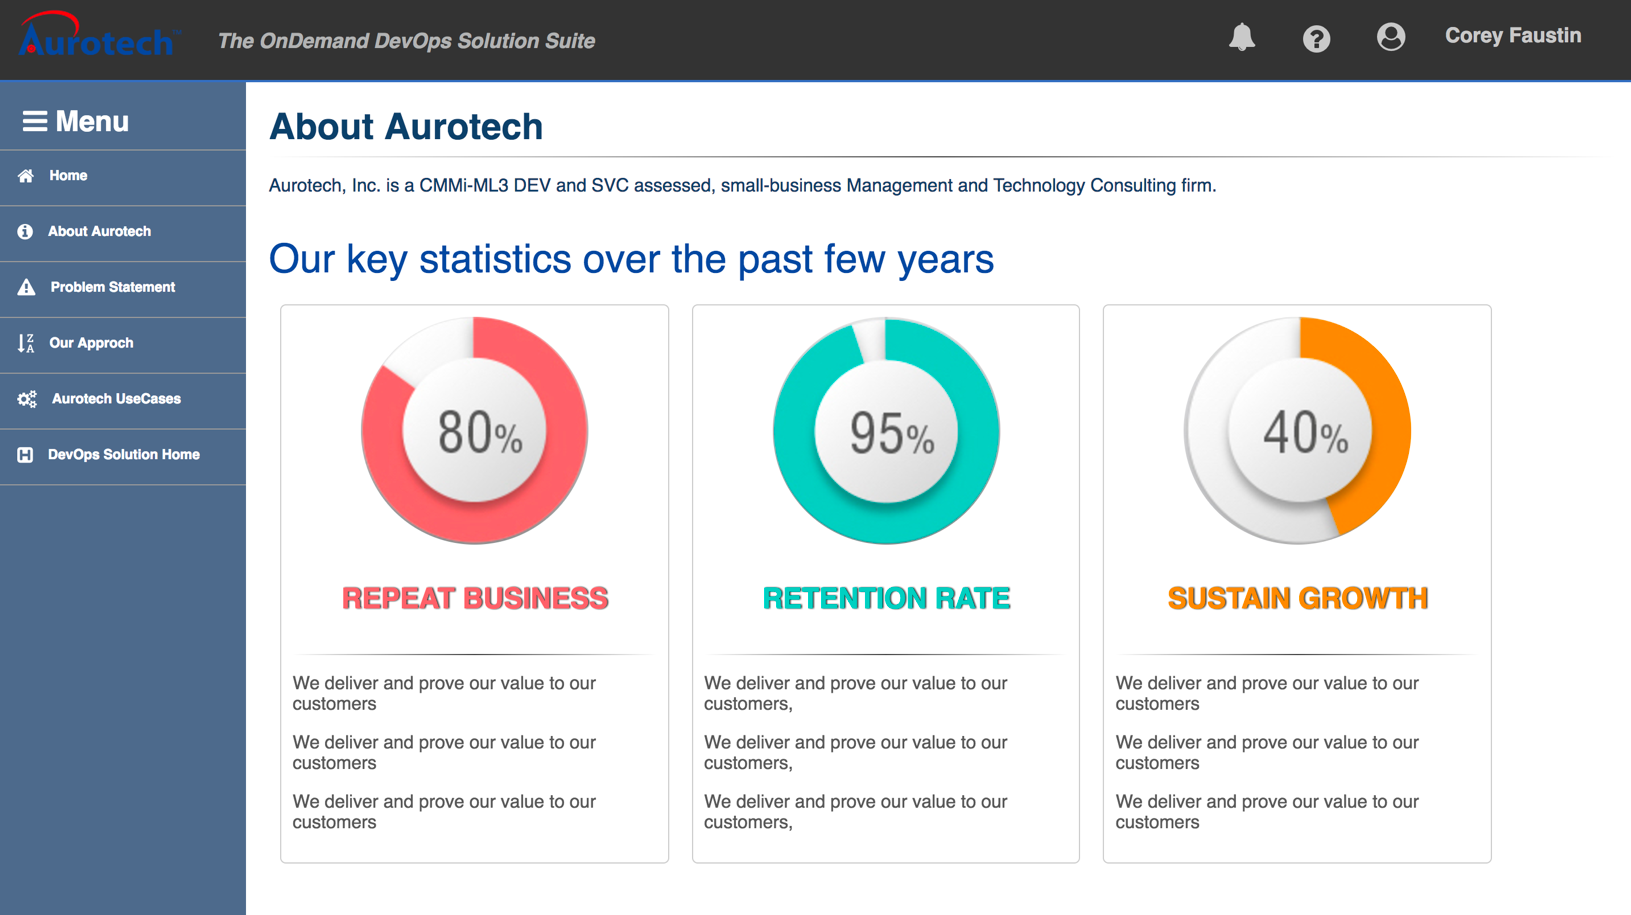 Aurotech™ The OnDemand DevOps Solution Suite Corey Faustin
Menu
Home
About Aurotech
Problem Statement
Our Approch
Aurotech UseCases
DevOps Solution Home
About Aurotech
Aurotech, Inc. is a CMMi-ML3 DEV and SVC assessed, small-business Management and Technology Consulting firm.
Our key statistics over the past few years
80%
REPEAT BUSINESS
We deliver and prove our value to our
customers
We deliver and prove our value to our
customers
We deliver and prove our value to our
customers
95%
RETENTION RATE
We deliver and prove our value to our
customers,
We deliver and prove our value to our
customers,
We deliver and prove our value to our
customers,
40%
SUSTAIN GROWTH
We deliver and prove our value to our
customers
We deliver and prove our value to our
customers
We deliver and prove our value to our
customers